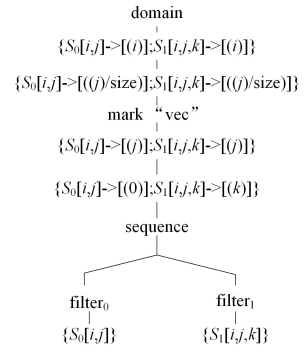 domain
{S₀[i,j]->[(i)];S₁[i,j,k]->[(i)]}
{S₀[i,j]->[((j)/size)];S₁[i,j,k]->[((j)/size)]}
mark “vec”
{S₀[i,j]->[(j)];S₁[i,j,k]->[(j)]}
{S₀[i,j]->[(0)];S₁[i,j,k]->[(k)]}
sequence
filter₀ filter₁
{S₀[i,j]} {S₁[i,j,k]}